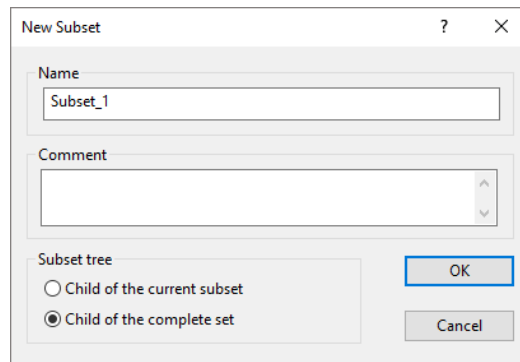 New Subset ?
Name
Subset_1
Comment
Subset tree
Child of the current subset
Child of the complete set
OK
Cancel